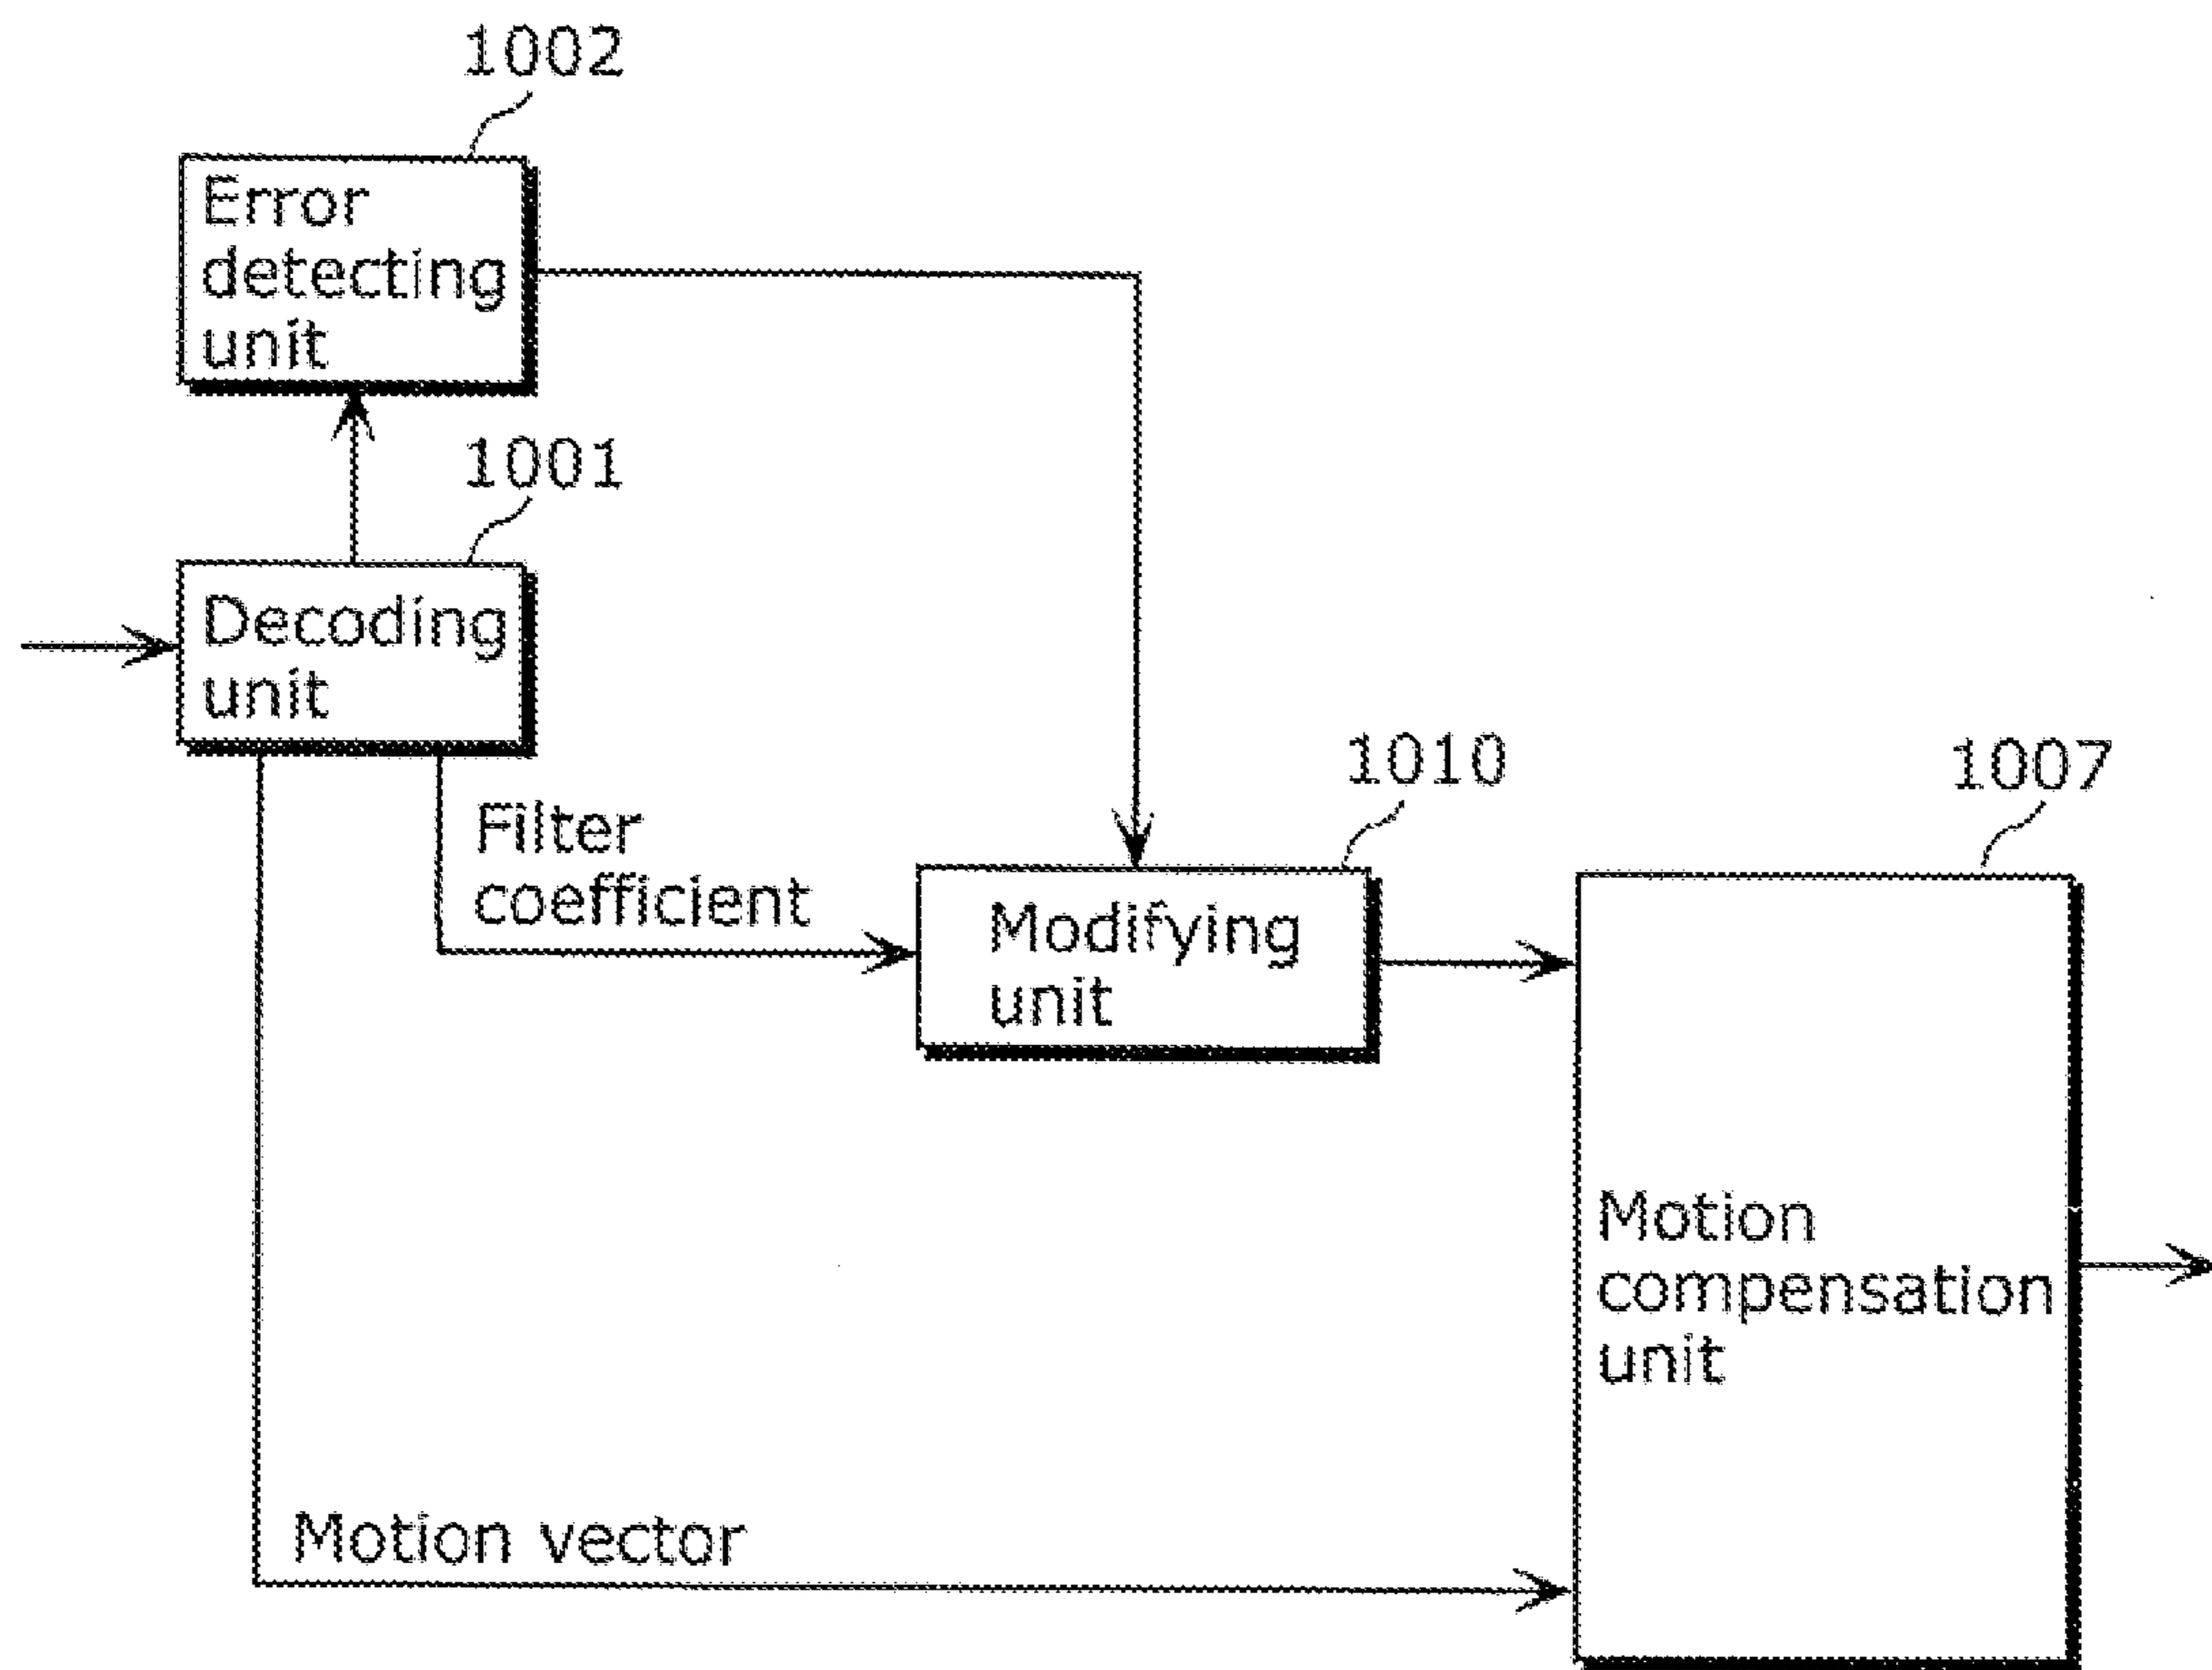 1002
Error
detecting
unit
1001
Decoding
unit
Filter
coefficient
1010
Modifying
unit
1007
Motion
compensation
unit
Motion vector